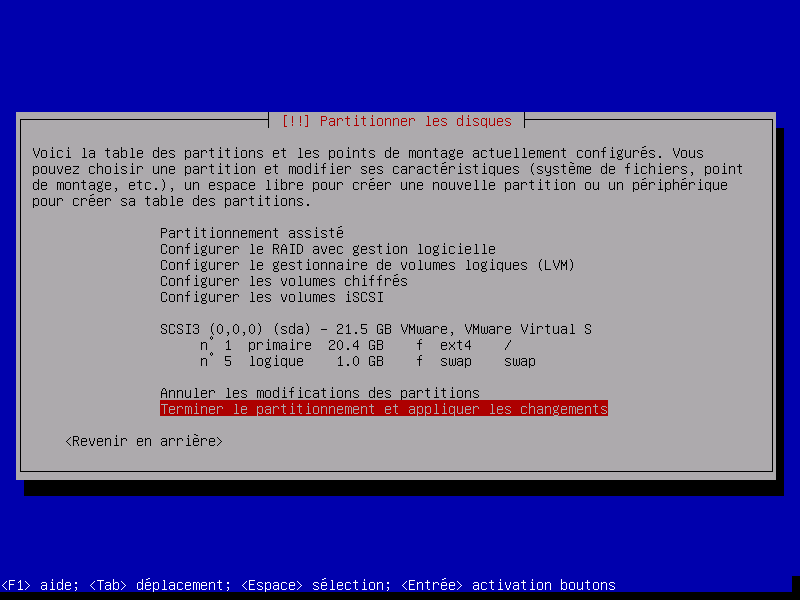 [!!] Partitionner les disques
Voici la table des partitions et les points de montage actuellement configurés. Vous
pouvez choisir une partition et modifier ses caractéristiques (système de fichiers, point
de montage, etc.), un espace libre pour créer une nouvelle partition ou un périphérique
pour créer sa table des partitions.
Partitionnement assisté
Configurer le RAID avec gestion logicielle
Configurer le gestionnaire de volumes logiques (LVM)
Configurer les volumes chiffrés
Configurer les volumes iSCSI
SCSI3 (0,0,0) (sda) - 21.5 GB VMware, VMware Virtual S
n° 1 primaire 20.4 GB f ext4 /
n° 5 logique 1.0 GB f swap swap
Annuler les modifications des partitions
Terminer le partitionnement et appliquer les changements
<Revenir en arrière>
<F1> aide; <Tab> déplacement; <Espace> sélection; <Entrée> activation boutons